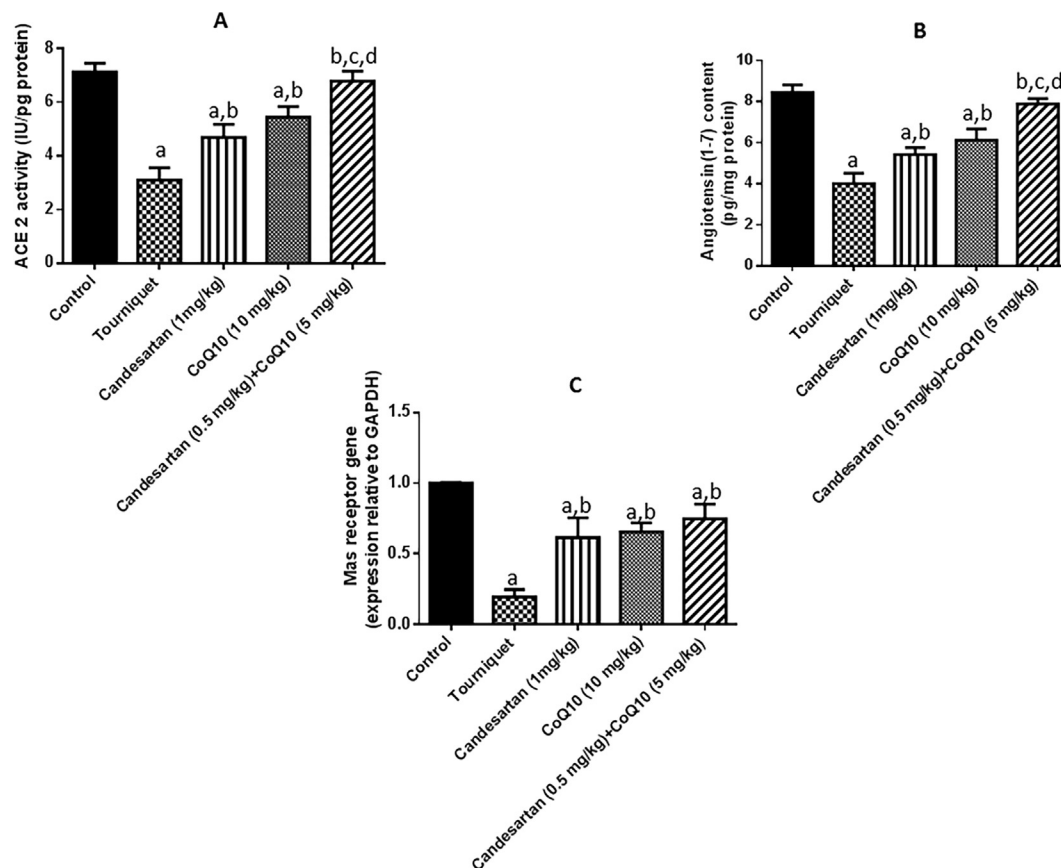 A
ACE 2 activity (IU/pg protein)
8
6
4
2
0
a
a,b
a,b
b,c,d
Control
Tourniquet
Candesartan (1mg/kg)
CoQ10 (10 mg/kg)
Candesartan (0.5 mg/kg)+CoQ10 (5 mg/kg)
B
Angiotensin (1-7) content
(pg/mg protein)
10
8
6
4
2
0
a
a,b
a,b
b,c,d
Control
Tourniquet
Candesartan (1mg/kg)
CoQ10 (10 mg/kg)
Candesartan (0.5 mg/kg)+CoQ10 (5 mg/kg)
C
Mas receptor gene
(expression relative to GAPDH)
1.5
1.0
0.5
0.0
a
a,b
a,b
a,b
Control
Tourniquet
Candesartan (1mg/kg)
CoQ10 (10 mg/kg)
Candesartan (0.5 mg/kg)+CoQ10 (5 mg/kg)